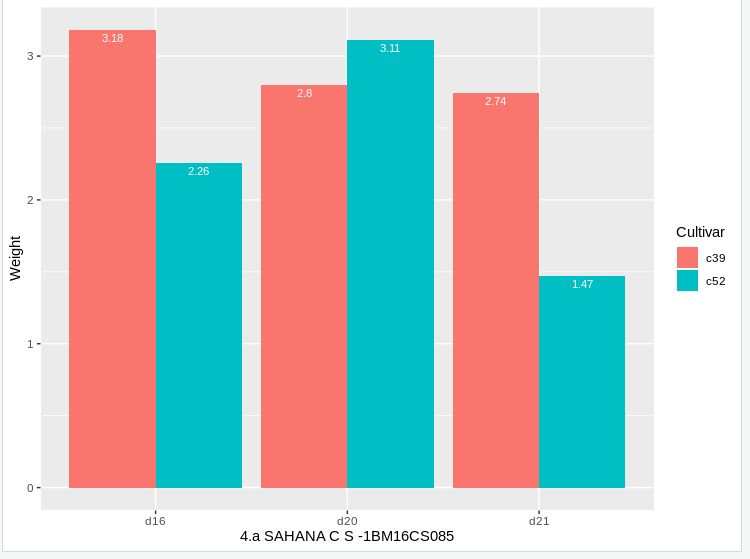 3.18
2.8
3.11
2.74
2.26
1.47
3
2
1
0
Weight
d16
d20
d21
4.a SAHANA C S -1BM16CS085
Cultivar
c39
c52